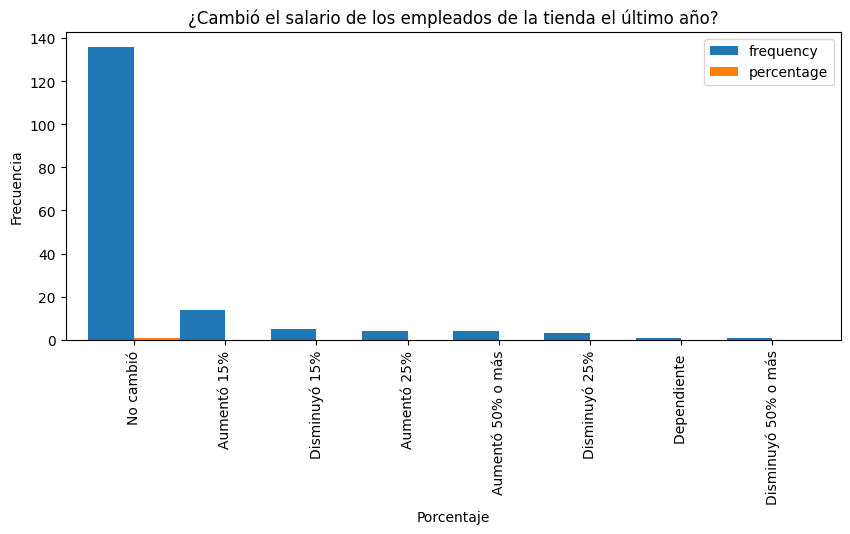 ¿Cambió el salario de los empleados de la tienda el último año?
frequency
percentage
Frecuencia
140
120
100
80
60
40
20
0
No cambió
Aumentó 15%
Disminuyó 15%
Aumentó 25%
Aumentó 50% o más
Disminuyó 25%
Dependiente
Disminuyó 50% o más
Porcentaje